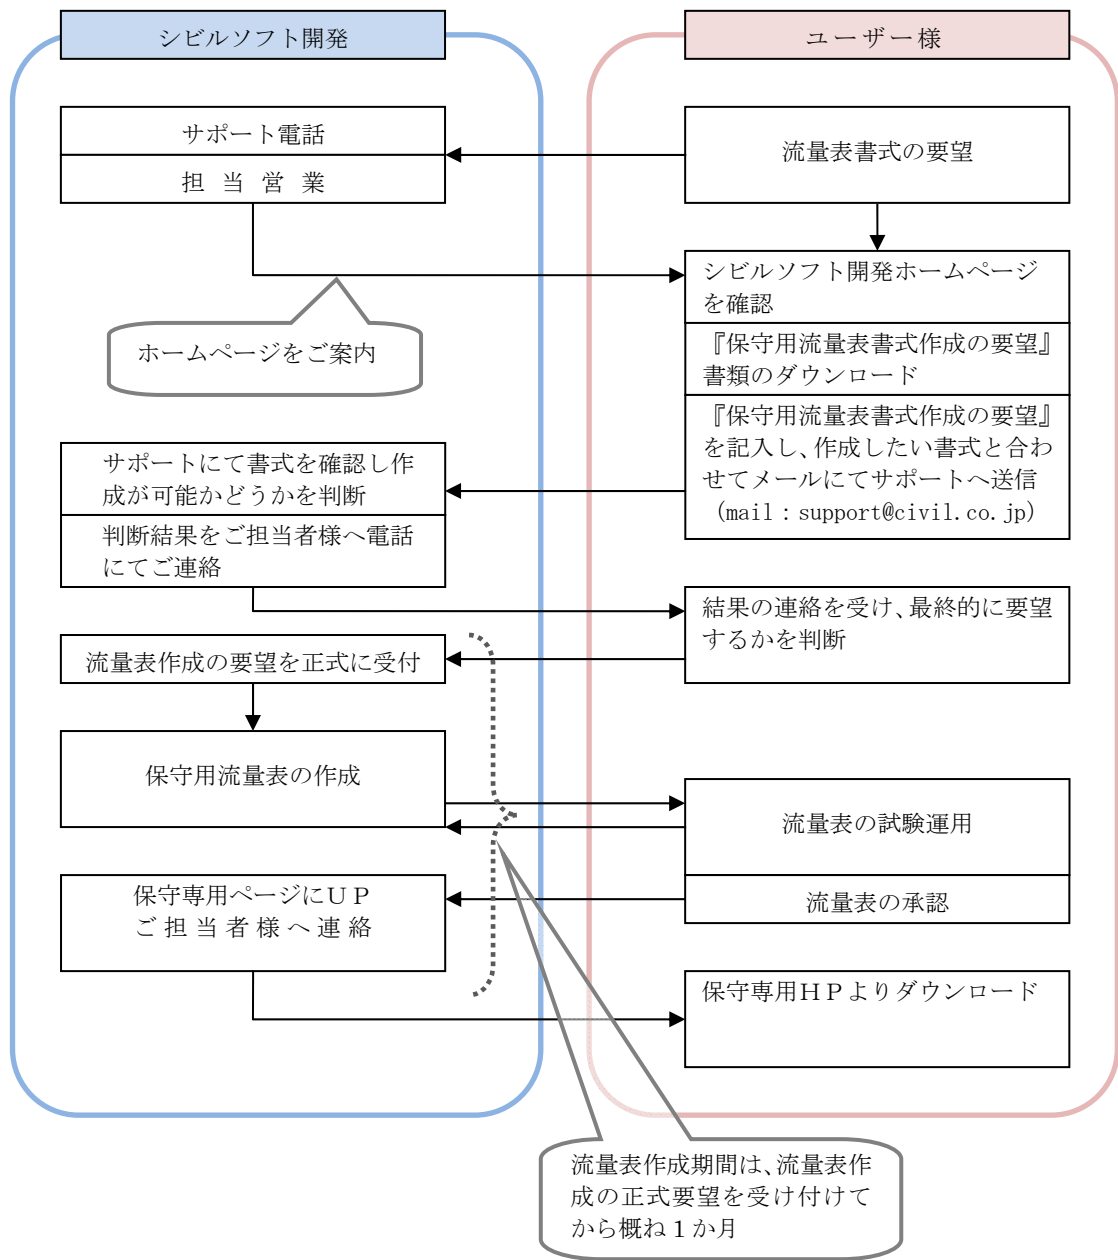 シビルソフト開発
ユーザー様
サポート電話
担当営業
流量表書式の要望
シビルソフト開発ホームページ
を確認
ホームページをご案内
『保守用流量表書式作成の要望』
書類のダウンロード
『保守用流量表書式作成の要望』
を記入し、作成したい書式と合わ
せてメールにてサポートへ送信
（mail：support@civil.co.jp）
サポートにて書式を確認し作
成が可能かどうかを判断
判断結果をご担当者様へ電話
にてご連絡
結果の連絡を受け、最終的に要望
するかを判断
流量表作成の要望を正式に受付
保守用流量表の作成
流量表の試験運用
流量表の承認
保守専用ページにＵＰ
ご担当者様へ連絡
保守専用ＨＰよりダウンロード
流量表作成期間は、流量表作
成の正式要望を受け付けて
から概ね１か月